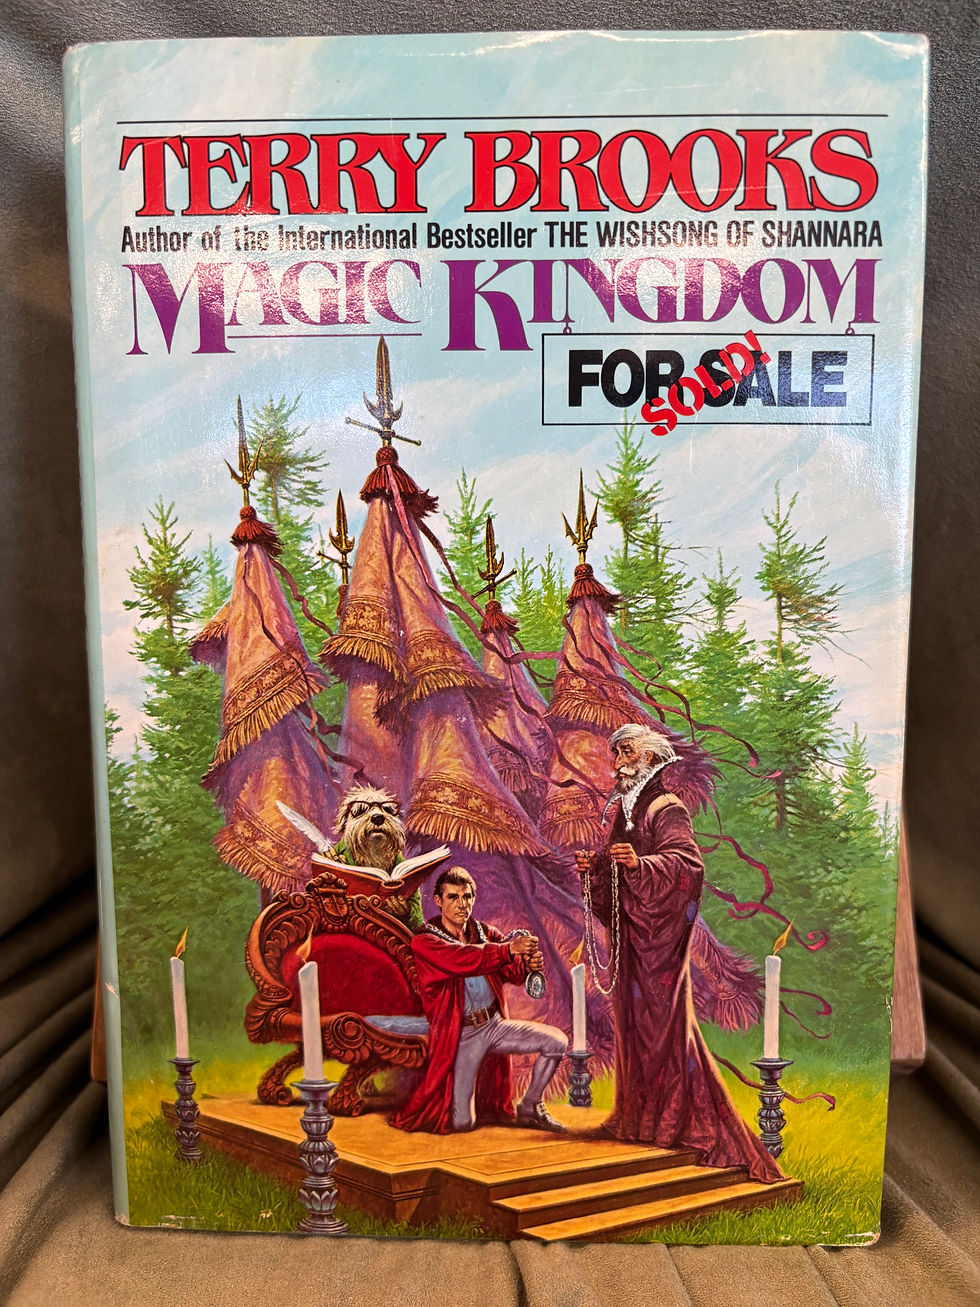 TERRY BROOKS
Author of the International Bestseller THE WISHSONG OF SHANNARA
MAGIC KINGDOM
FOR SALE
SOLD!